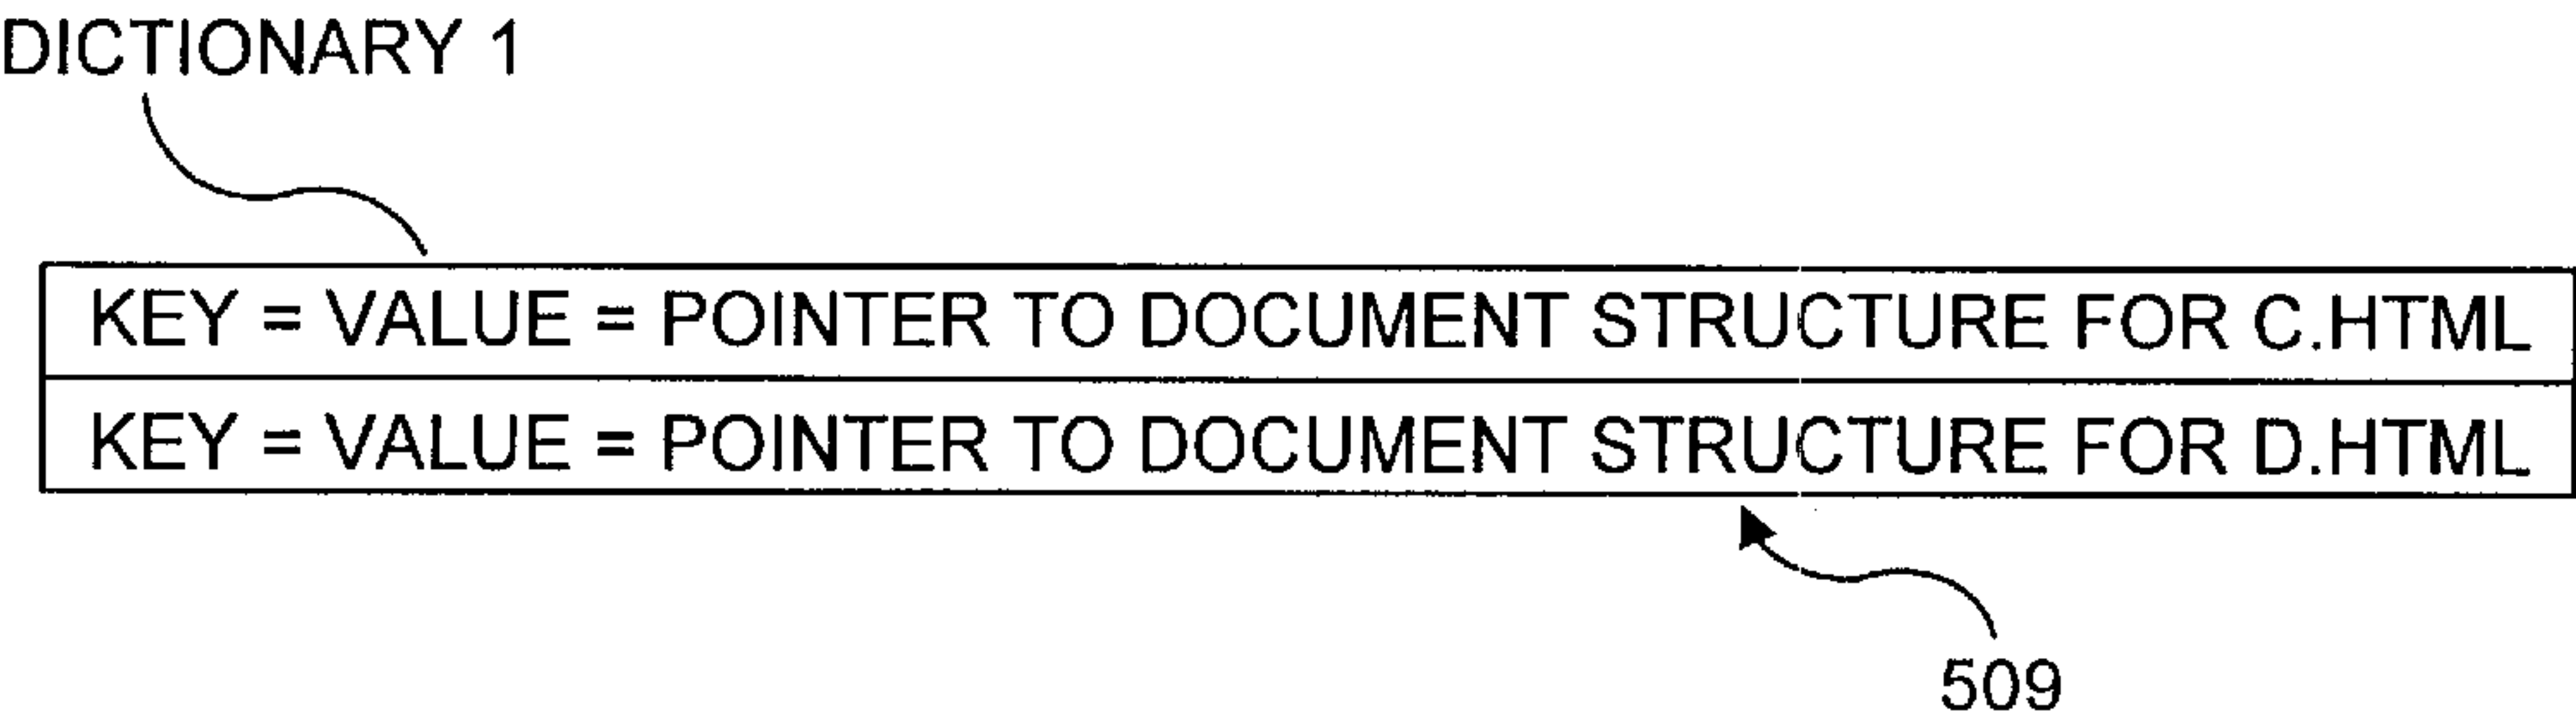 DICTIONARY 1
KEY = VALUE = POINTER TO DOCUMENT STRUCTURE FOR C.HTML
KEY = VALUE = POINTER TO DOCUMENT STRUCTURE FOR D.HTML
509